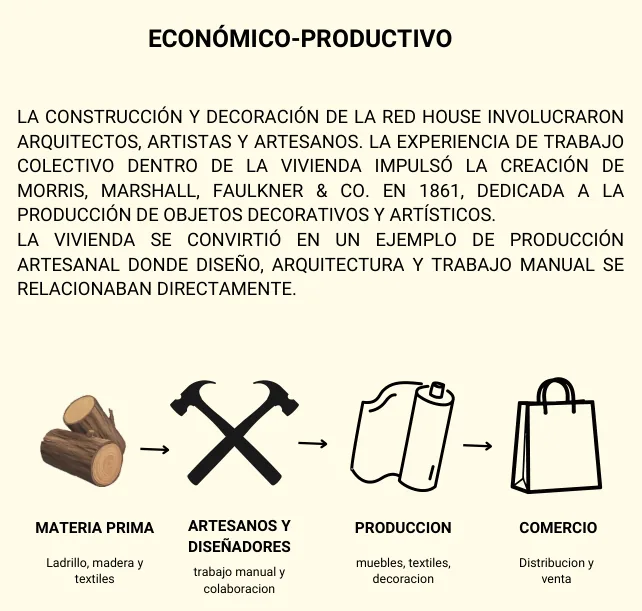 ECONÓMICO-PRODUCTIVO
LA CONSTRUCCIÓN Y DECORACIÓN DE LA RED HOUSE INVOLUCRARON
ARQUITECTOS, ARTISTAS Y ARTESANOS. LA EXPERIENCIA DE TRABAJO
COLECTIVO DENTRO DE LA VIVIENDA IMPULSÓ LA CREACIÓN DE
MORRIS, MARSHALL, FAULKNER & CO. EN 1861, DEDICADA A LA
PRODUCCIÓN DE OBJETOS DECORATIVOS Y ARTÍSTICOS.
LA VIVIENDA SE CONVIRTIÓ EN UN EJEMPLO DE PRODUCCIÓN
ARTESANAL DONDE DISEÑO, ARQUITECTURA Y TRABAJO MANUAL SE
RELACIONABAN DIRECTAMENTE.
MATERIA PRIMA
Ladrillo, madera y
textiles
ARTESANOS Y
DISEÑADORES
trabajo manual y
colaboracion
PRODUCCION
muebles, textiles,
decoracion
COMERCIO
Distribucion y
venta